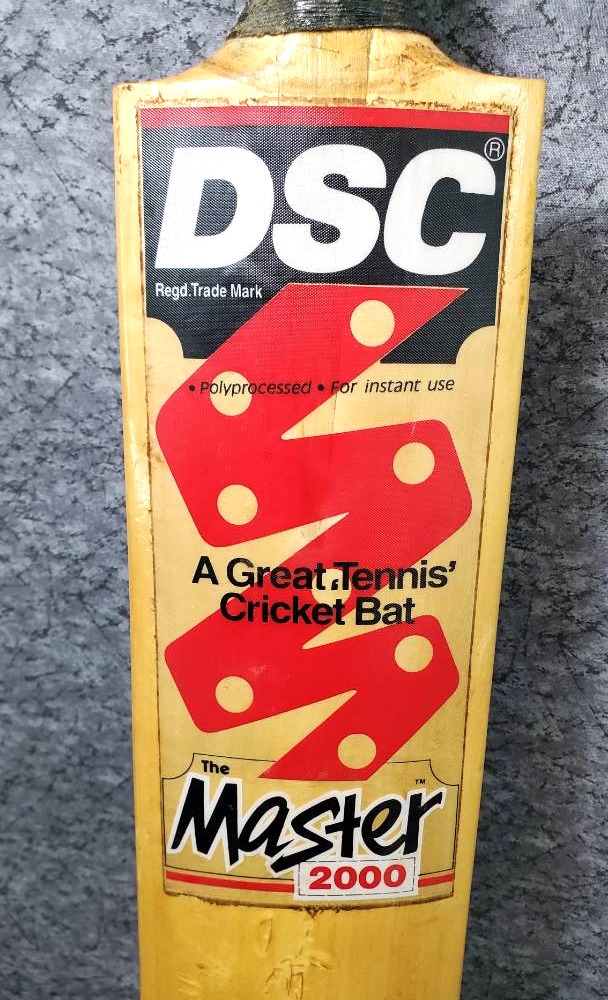 DSC®
Regd.Trade Mark
• Polyprocessed • For instant use
A Great ‘Tennis’
Cricket Bat
The
Master™
2000